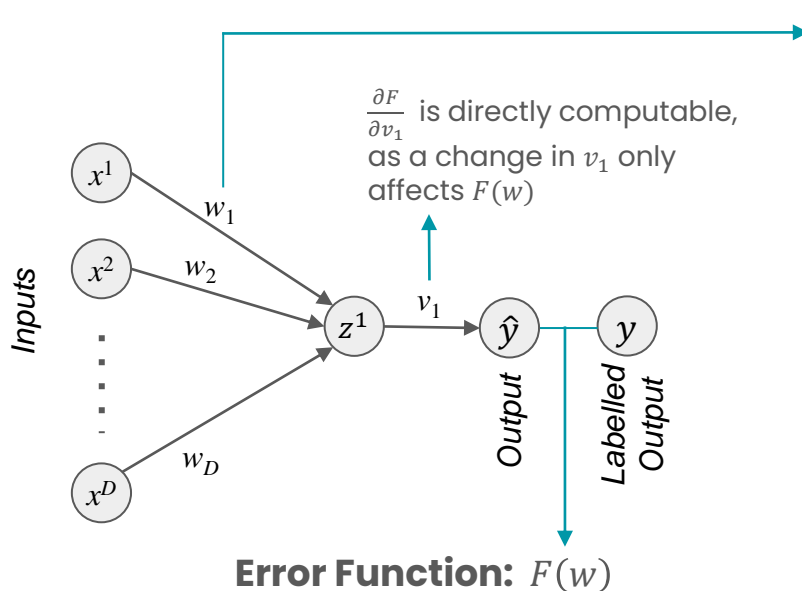 ∂F/∂v₁ is directly computable,
as a change in v₁ only
affects F(w)
x¹
w₁
x²
w₂
Inputs
z¹
v₁
ŷ
y
Output
Labelled
Output
w_D
x^D
Error Function: F(w)